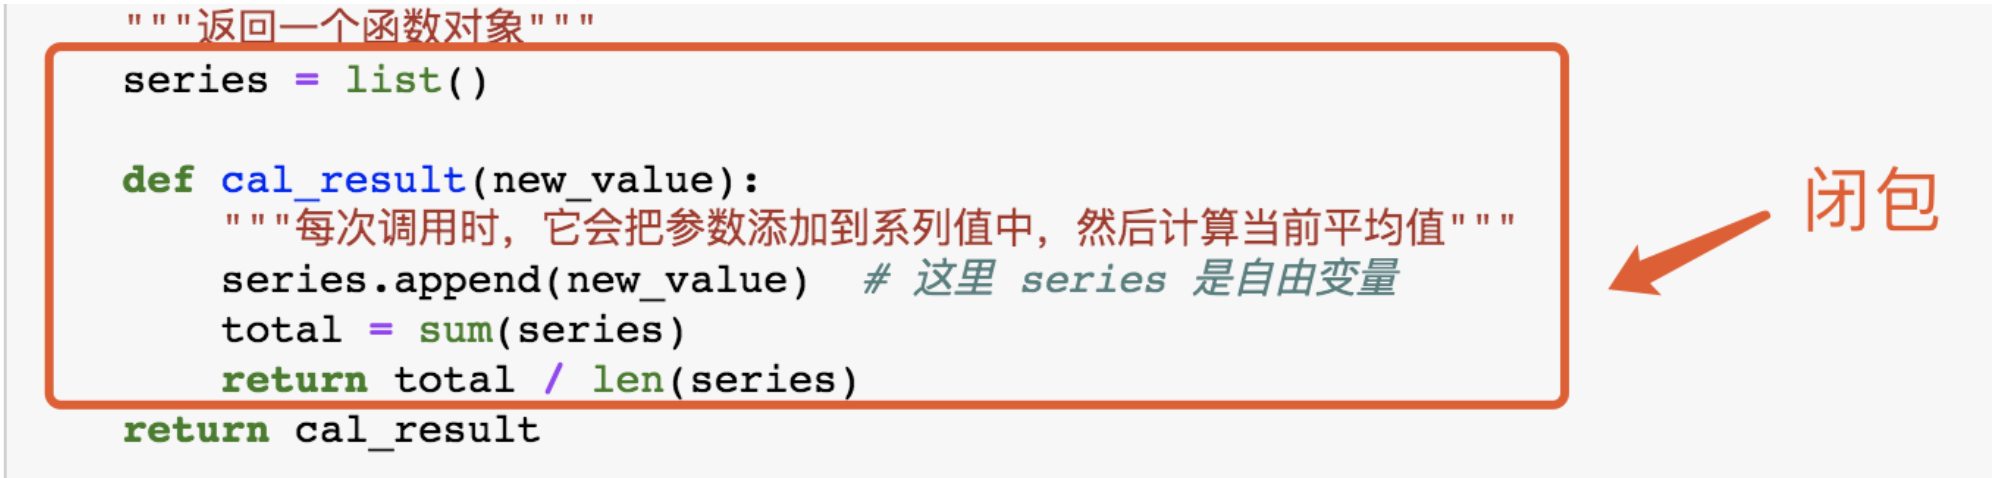 """返回一个函数对象"""
series = list()
def cal_result(new_value):
"""每次调用时，它会把参数添加到系列值中，然后计算当前平均值"""
series.append(new_value)  # 这里 series 是自由变量
total = sum(series)
return total / len(series)
return cal_result
闭包